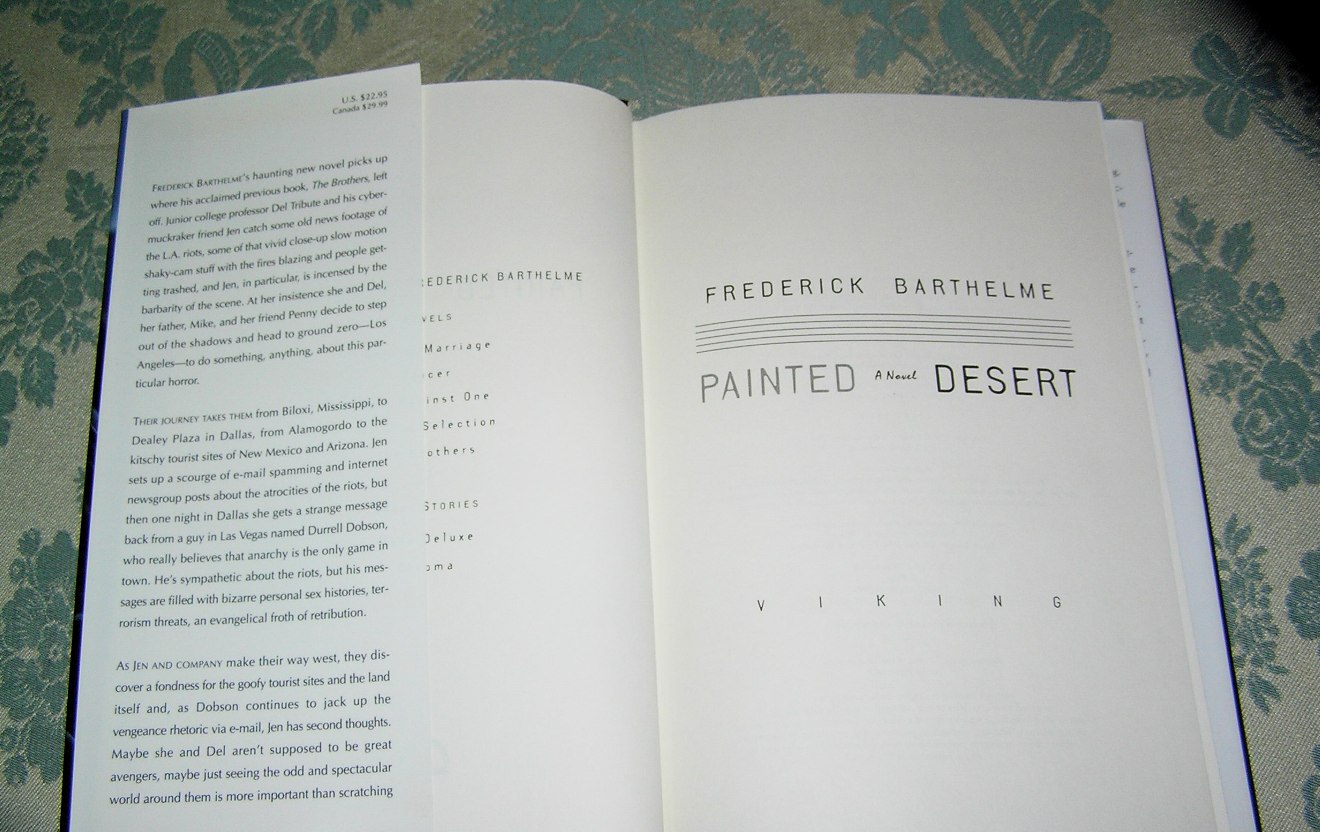 U.S. $22.95
Canada $29.99
FREDERICK BARTHELME's haunting new novel picks up
where his acclaimed previous book, The Brothers, left
off. Junior college professor Del Tribute and his cyber-
muckraker friend Jen catch some old news footage of
the L.A. riots, some of that vivid close-up slow motion
shaky-cam stuff with the fires blazing and people get-
ting trashed, and Jen, in particular, is incensed by the
barbarity of the scene. At her insistence she and Del,
her father, Mike, and her friend Penny decide to step
out of the shadows and head to ground zero—Los
Angeles—to do something, anything, about this par-
ticular horror.
THEIR JOURNEY TAKES THEM from Biloxi, Mississippi, to
Dealey Plaza in Dallas, from Alamogordo to the
kitschy tourist sites of New Mexico and Arizona. Jen
sets up a scourge of e-mail spamming and internet
newsgroup posts about the atrocities of the riots, but
then one night in Dallas she gets a strange message
back from a guy in Las Vegas named Durrell Dobson,
who really believes that anarchy is the only game in
town. He's sympathetic about the riots, but his mes-
sages are filled with bizarre personal sex histories, ter-
rorism threats, an evangelical froth of retribution.
AS JEN AND COMPANY make their way west, they dis-
cover a fondness for the goofy tourist sites and the land
itself and, as Dobson continues to jack up the
vengeance rhetoric via e-mail, Jen has second thoughts.
Maybe she and Del aren't supposed to be great
avengers, maybe just seeing the odd and spectacular
world around them is more important than scratching
REDERICK BARTHELME
VELS
Marriage
cer
inst One
Selection
others
STORIES
Deluxe
oma
FREDERICK BARTHELME
PAINTED A Novel DESERT
VIKING